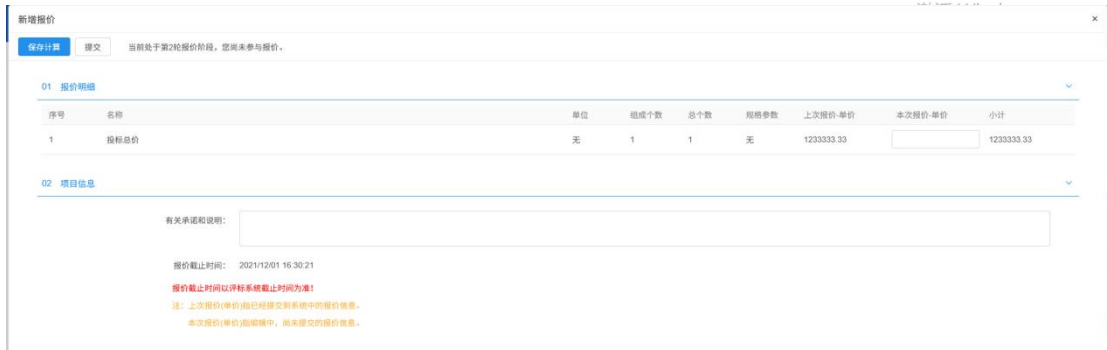 新增报价
×
保存计算 提交 当前处于第2轮报价阶段，您尚未参与报价。
01 报价明细
序号 名称 单位 组成个数 总个数 规格参数 上次报价-单价 本次报价-单价 小计
1 投标总价 无 1 1 无 1233333.33 1233333.33
02 项目信息
有关承诺和说明：
报价截止时间： 2021/12/01 16:30:21
报价截止时间以评标系统截止时间为准！
注：上次报价(单价)指已经提交到系统中的报价信息。
本次报价(单价)指编辑中，尚未提交的报价信息。